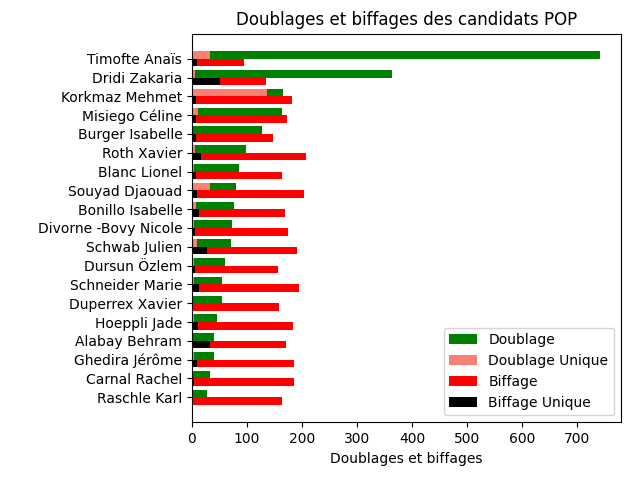 Doublages et biffages des candidats POP
Timofte Anaïs
Dridi Zakaria
Korkmaz Mehmet
Misiego Céline
Burger Isabelle
Roth Xavier
Blanc Lionel
Souyad Djaouad
Bonillo Isabelle
Divorne -Bovy Nicole
Schwab Julien
Dursun Özlem
Schneider Marie
Duperrex Xavier
Hoeppli Jade
Alabay Behram
Ghedira Jérôme
Carnal Rachel
Raschle Karl
Doublage
Doublage Unique
Biffage
Biffage Unique
0 100 200 300 400 500 600 700
Doublages et biffages